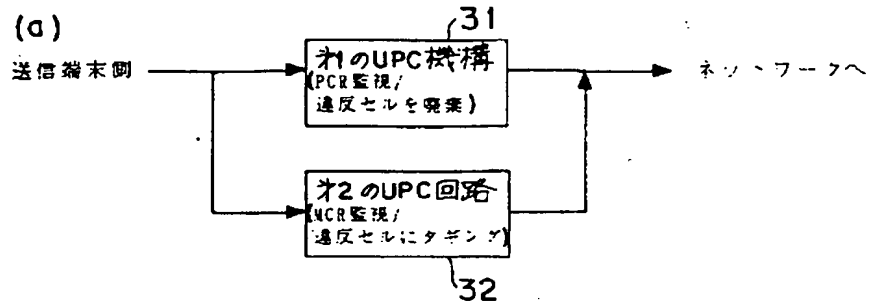 (a)
31
送信端末側
才1のUPC機構
(PCR監視/
違反セルを廃棄)
ネットワークへ
才2のUPC回路
(MCR監視/
違反セルにタギング)
32